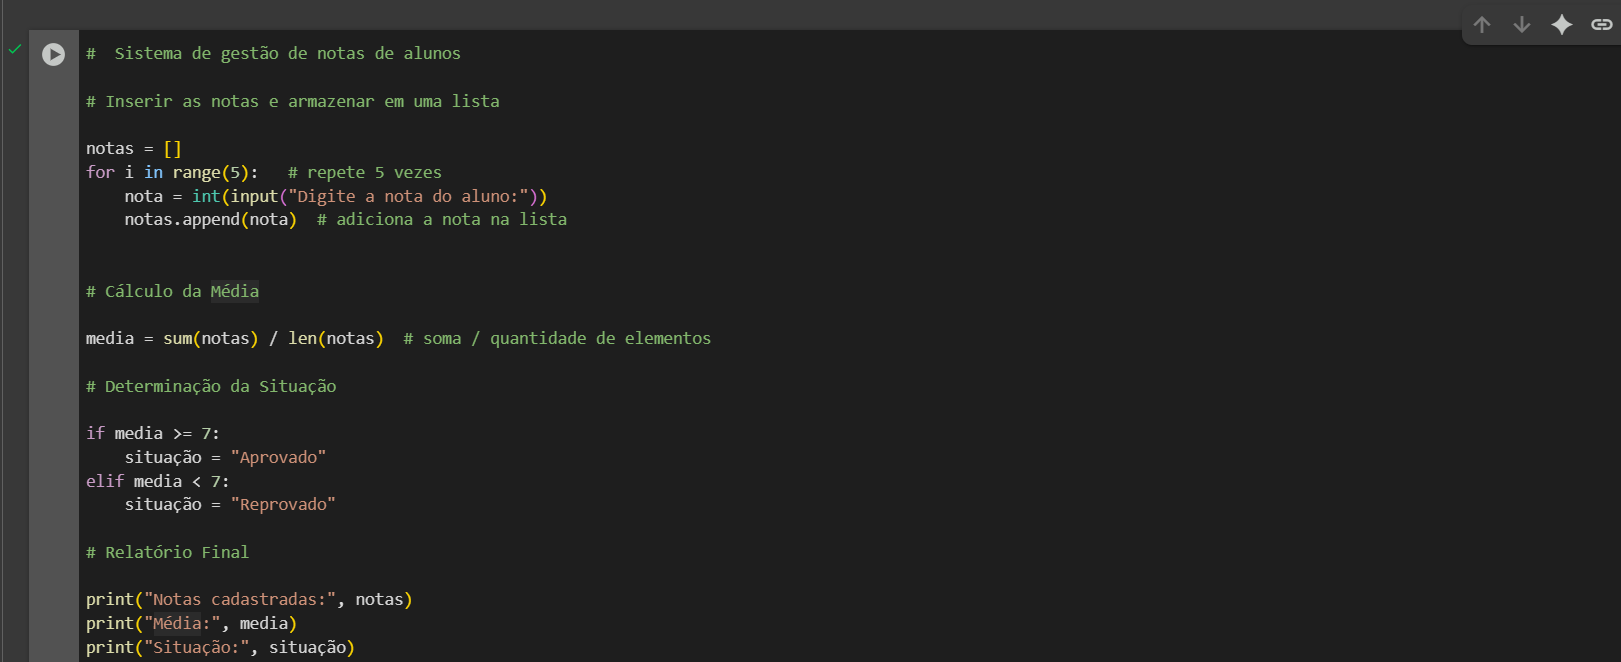 #  Sistema de gestão de notas de alunos
# Inserir as notas e armazenar em uma lista
notas = []
for i in range(5):   # repete 5 vezes
    nota = int(input("Digite a nota do aluno:"))
    notas.append(nota)  # adiciona a nota na lista
# Cálculo da Média
media = sum(notas) / len(notas)  # soma / quantidade de elementos
# Determinação da Situação
if media >= 7:
    situação = "Aprovado"
elif media < 7:
    situação = "Reprovado"
# Relatório Final
print("Notas cadastradas:", notas)
print("Média:", media)
print("Situação:", situação)